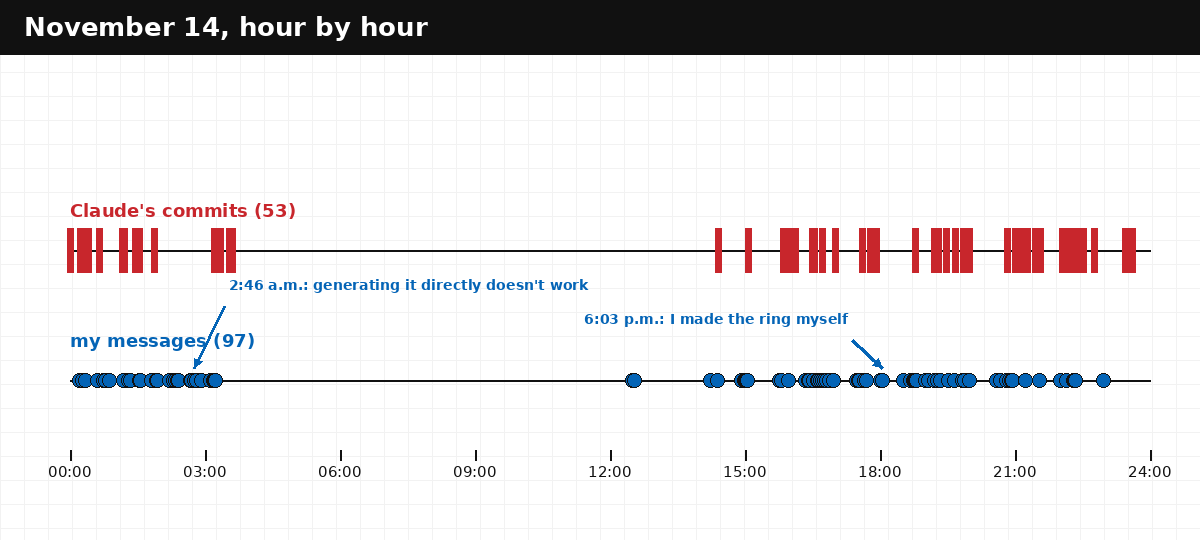 November 14, hour by hour
Claude's commits (53)
2:46 a.m.: generating it directly doesn't work
6:03 p.m.: I made the ring myself
my messages (97)
00:00 03:00 06:00 09:00 12:00 15:00 18:00 21:00 24:00